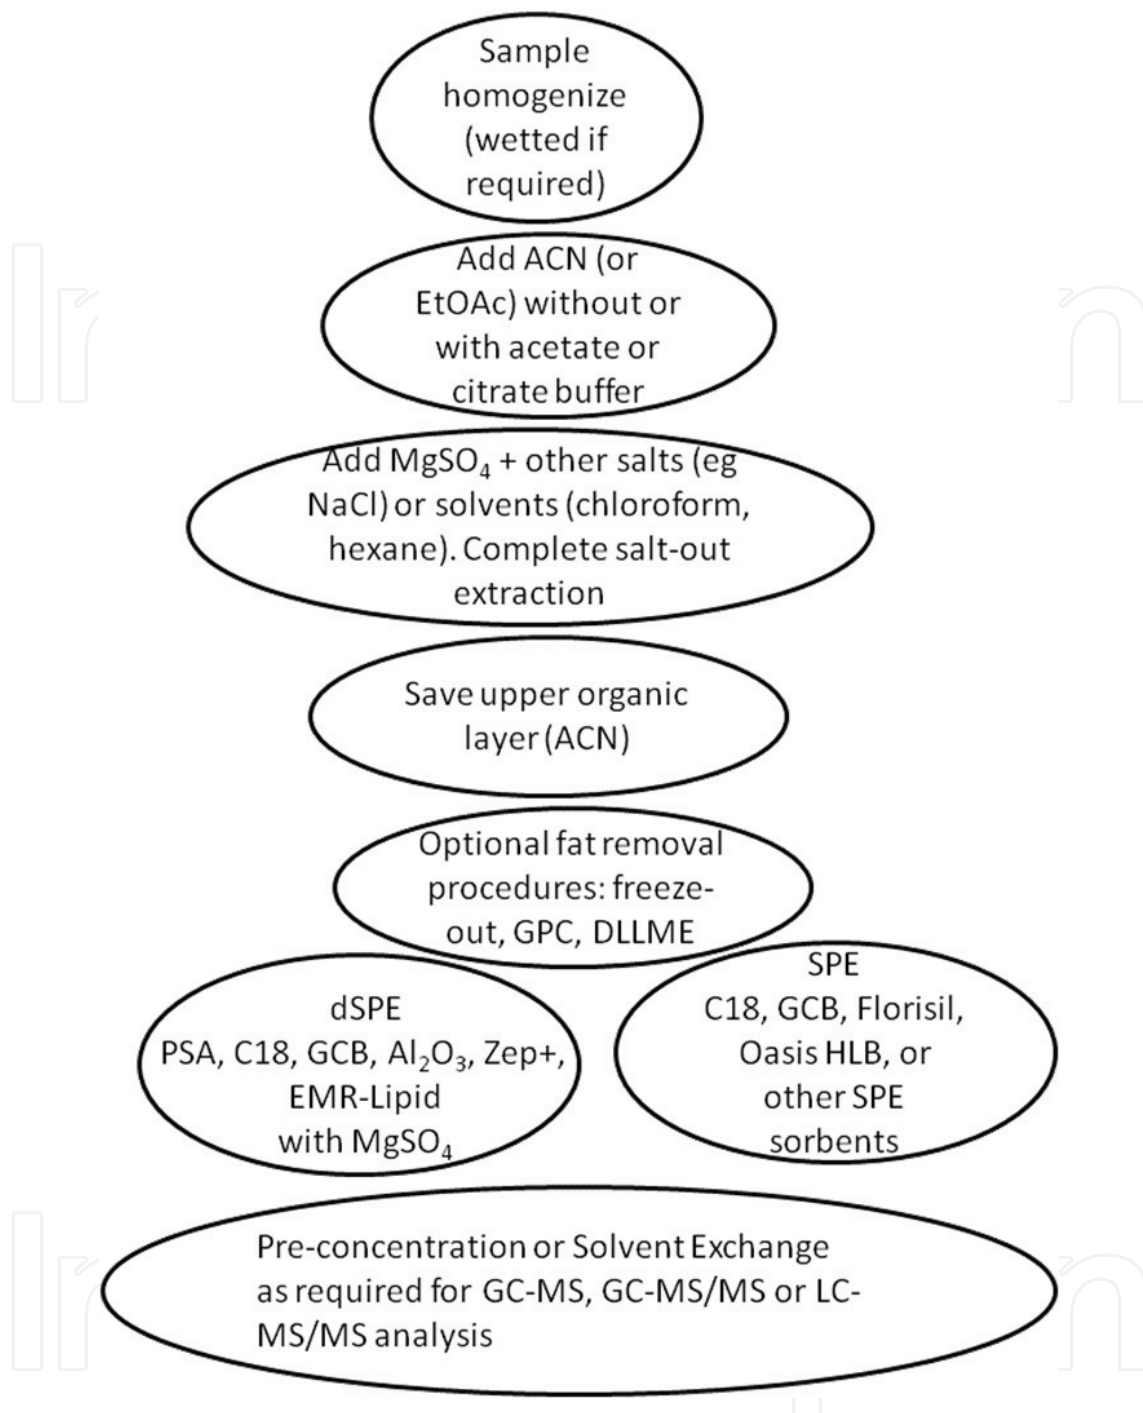 Sample
homogenize
(wetted if
required)
Add ACN (or
EtOAc) without or
with acetate or
citrate buffer
Add MgSO₄ + other salts (eg
NaCl) or solvents (chloroform,
hexane). Complete salt-out
extraction
Save upper organic
layer (ACN)
Optional fat removal
procedures: freeze-
out, GPC, DLLME
dSPE
PSA, C18, GCB, Al₂O₃, Zep+,
EMR-Lipid
with MgSO₄
SPE
C18, GCB, Florisil,
Oasis HLB, or
other SPE
sorbents
Pre-concentration or Solvent Exchange
as required for GC-MS, GC-MS/MS or LC-
MS/MS analysis